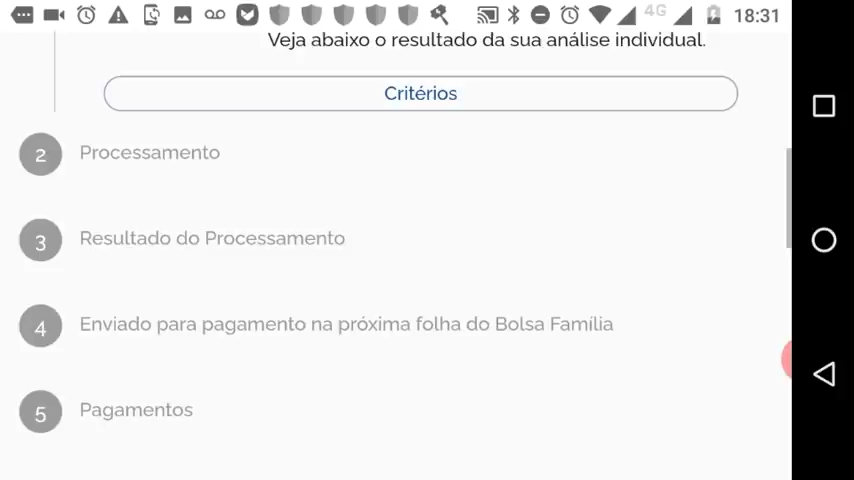 4G 18:31
Veja abaixo o resultado da sua análise individual.
Critérios
2 Processamento
3 Resultado do Processamento
4 Enviado para pagamento na próxima folha do Bolsa Família
5 Pagamentos